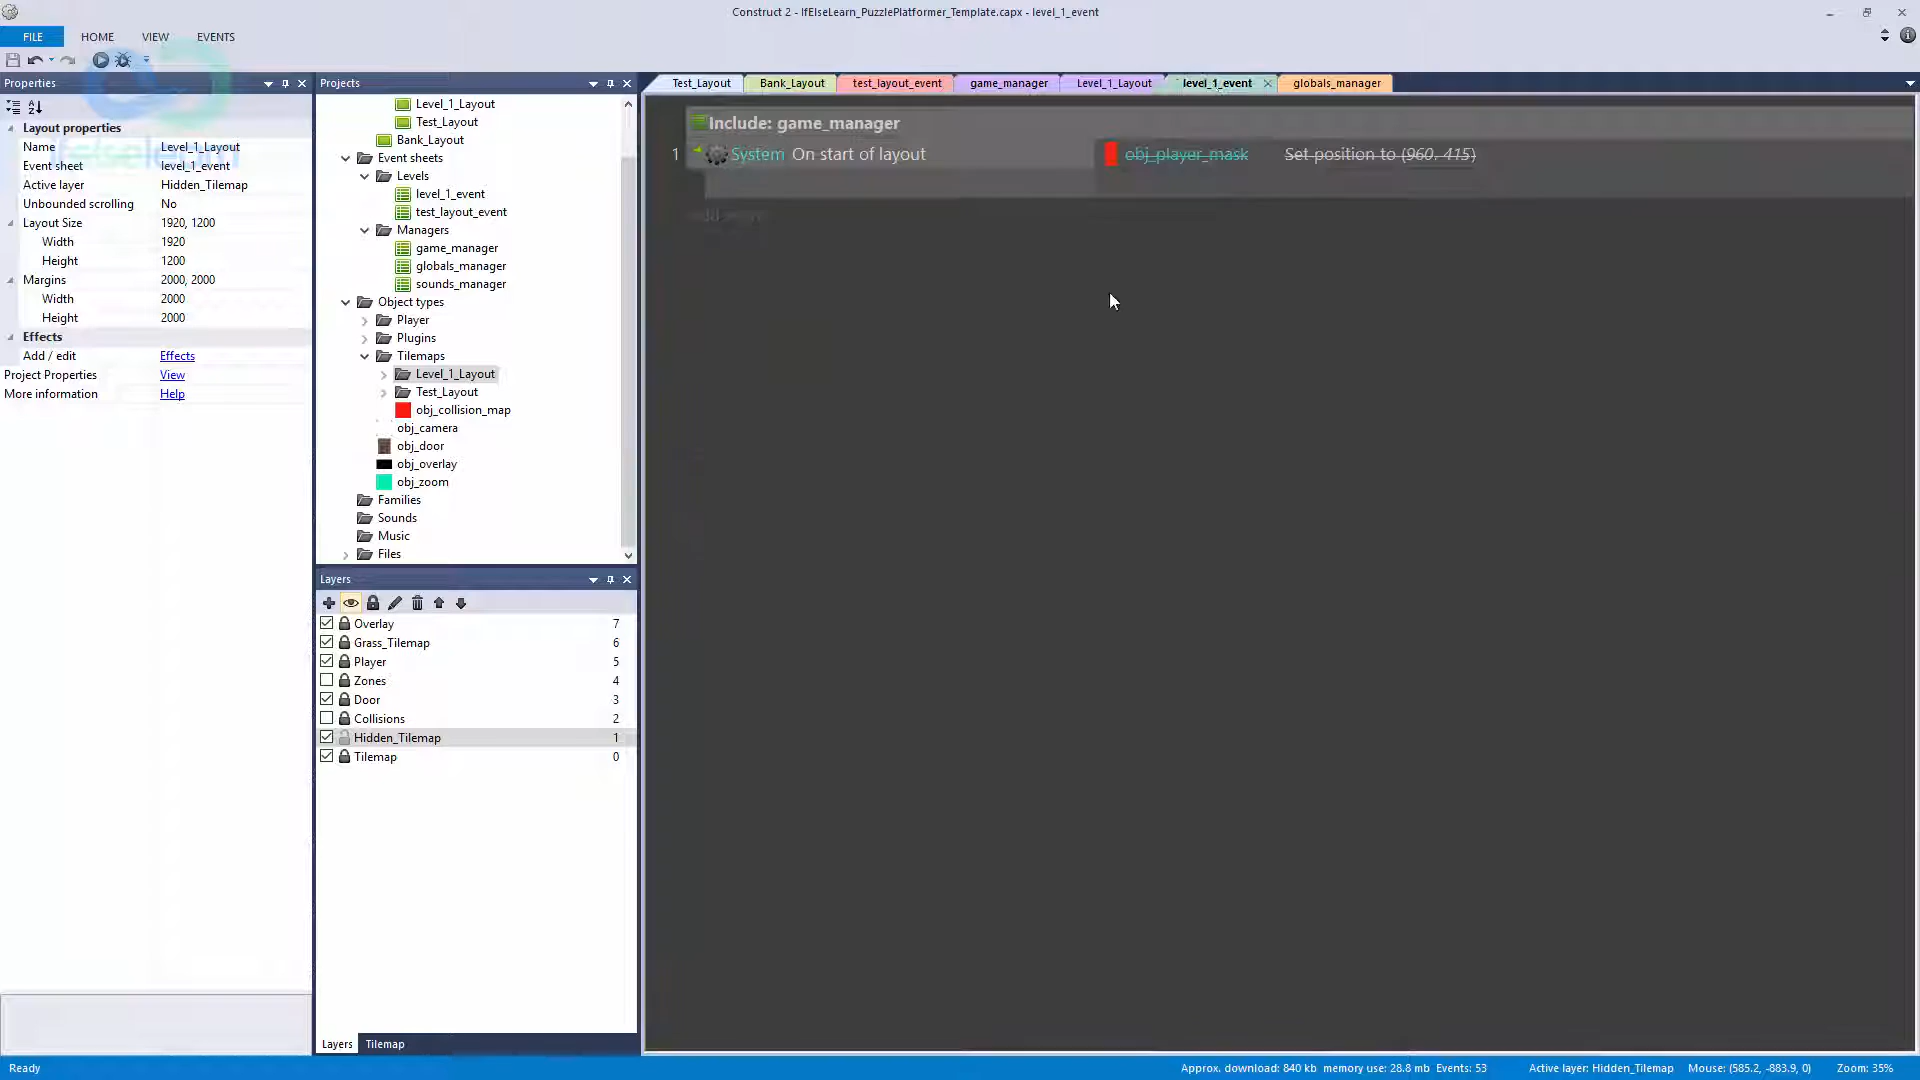 Construct 2 - IfElseLearn_PuzzlePlatformer_Template.capx - level_1_event
FILE HOME VIEW EVENTS
Properties
Layout properties
Name Level_1_Layout
Event sheet level_1_event
Active layer Hidden_Tilemap
Unbounded scrolling No
Layout Size 1920, 1200
Width 1920
Height 1200
Margins 2000, 2000
Width 2000
Height 2000
Effects
Add / edit Effects
Project Properties View
More information Help
ifelselearn
Projects
Level_1_Layout
Test_Layout
Bank_Layout
Event sheets
Levels
level_1_event
test_layout_event
Managers
game_manager
globals_manager
sounds_manager
Object types
Player
Plugins
Tilemaps
Level_1_Layout
Test_Layout
obj_collision_map
obj_camera
obj_door
obj_overlay
obj_zoom
Families
Sounds
Music
Files
Layers
Overlay 7
Grass_Tilemap 6
Player 5
Zones 4
Door 3
Collisions 2
Hidden_Tilemap 1
Tilemap 0
Layers Tilemap
Test_Layout Bank_Layout test_layout_event game_manager Level_1_Layout level_1_event globals_manager
Include: game_manager
1 System On start of layout obj_player_mask Set position to (960, 415)
Ready Approx. download: 840 kb memory use: 28.8 mb Events: 53 Active layer: Hidden_Tilemap Mouse: (585.2, -883.9, 0) Zoom: 35%